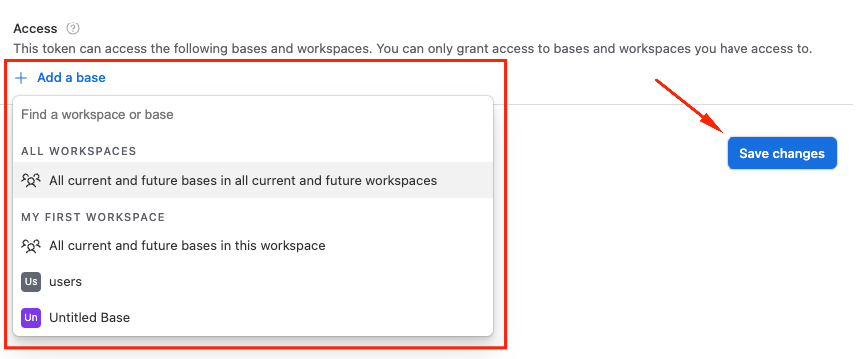 Access ?
This token can access the following bases and workspaces. You can only grant access to bases and workspaces you have access to.
+ Add a base
Find a workspace or base
ALL WORKSPACES
All current and future bases in all current and future workspaces
Save changes
MY FIRST WORKSPACE
All current and future bases in this workspace
Us users
Un Untitled Base